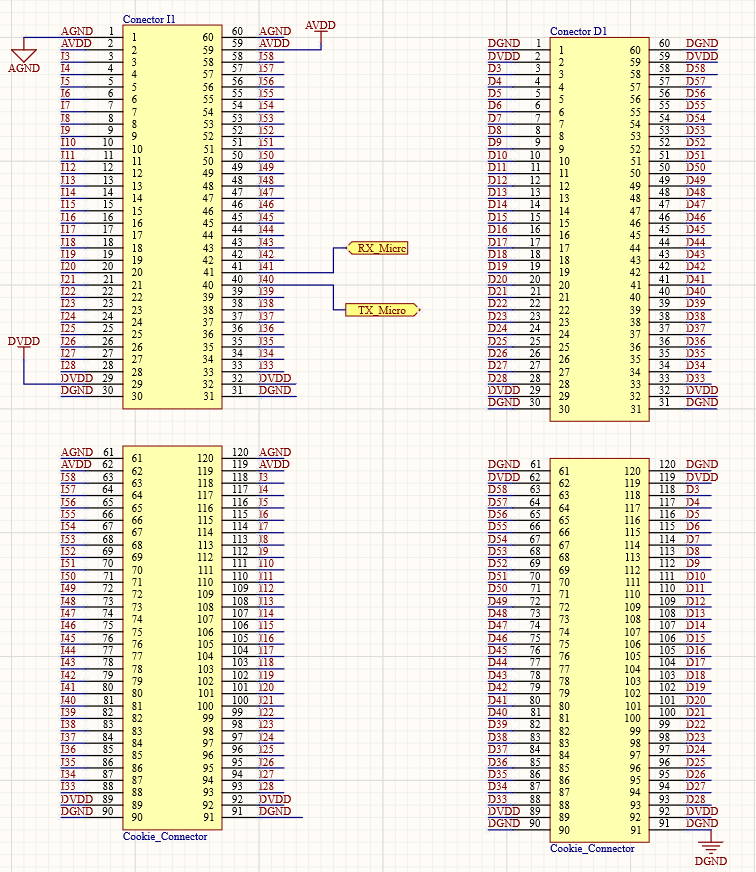 Conector I1
AGND 1 1 60 60 AGND
AVDD 2 2 59 59 AVDD
I3 3 3 58 58 I58
I4 4 4 57 57 I57
I5 5 5 56 56 I56
I6 6 6 55 55 I55
I7 7 7 54 54 I54
I8 8 8 53 53 I53
I9 9 9 52 52 I52
I10 10 10 51 51 I51
I11 11 11 50 50 I50
I12 12 12 49 49 I49
I13 13 13 48 48 I48
I14 14 14 47 47 I47
I15 15 15 46 46 I46
I16 16 16 45 45 I45
I17 17 17 44 44 I44
I18 18 18 43 43 I43
I19 19 19 42 42 I42
I20 20 20 41 41 I41
I21 21 21 40 40 I40
I22 22 22 39 39 I39
I23 23 23 38 38 I38
I24 24 24 37 37 I37
I25 25 25 36 36 I36
I26 26 26 35 35 I35
I27 27 27 34 34 I34
I28 28 28 33 33 I33
DVDD 29 29 32 32 DVDD
DGND 30 30 31 31 DGND
AGND
AVDD
RX_Micro
TX_Micro
DVDD
Conector D1
DGND 1 1 60 60 DGND
DVDD 2 2 59 59 DVDD
D3 3 3 58 58 D58
D4 4 4 57 57 D57
D5 5 5 56 56 D56
D6 6 6 55 55 D55
D7 7 7 54 54 D54
D8 8 8 53 53 D53
D9 9 9 52 52 D52
D10 10 10 51 51 D51
D11 11 11 50 50 D50
D12 12 12 49 49 D49
D13 13 13 48 48 D48
D14 14 14 47 47 D47
D15 15 15 46 46 D46
D16 16 16 45 45 D45
D17 17 17 44 44 D44
D18 18 18 43 43 D43
D19 19 19 42 42 D42
D20 20 20 41 41 D41
D21 21 21 40 40 D40
D22 22 22 39 39 D39
D23 23 23 38 38 D38
D24 24 24 37 37 D37
D25 25 25 36 36 D36
D26 26 26 35 35 D35
D27 27 27 34 34 D34
D28 28 28 33 33 D33
DVDD 29 29 32 32 DVDD
DGND 30 30 31 31 DGND
AGND 61 61 120 120 AGND
AVDD 62 62 119 119 AVDD
I58 63 63 118 118 I3
I57 64 64 117 117 I4
I56 65 65 116 116 I5
I55 66 66 115 115 I6
I54 67 67 114 114 I7
I53 68 68 113 113 I8
I52 69 69 112 112 I9
I51 70 70 111 111 I10
I50 71 71 110 110 I11
I49 72 72 109 109 I12
I48 73 73 108 108 I13
I47 74 74 107 107 I14
I46 75 75 106 106 I15
I45 76 76 105 105 I16
I44 77 77 104 104 I17
I43 78 78 103 103 I18
I42 79 79 102 102 I19
I41 80 80 101 101 I20
I40 81 81 100 100 I21
I39 82 82 99 99 I22
I38 83 83 98 98 I23
I37 84 84 97 97 I24
I36 85 85 96 96 I25
I35 86 86 95 95 I26
I34 87 87 94 94 I27
I33 88 88 93 93 I28
DVDD 89 89 92 92 DVDD
DGND 90 90 91 91 DGND
Cookie_Connector
DGND 61 61 120 120 DGND
DVDD 62 62 119 119 DVDD
D58 63 63 118 118 D3
D57 64 64 117 117 D4
D56 65 65 116 116 D5
D55 66 66 115 115 D6
D54 67 67 114 114 D7
D53 68 68 113 113 D8
D52 69 69 112 112 D9
D51 70 70 111 111 D10
D50 71 71 110 110 D11
D49 72 72 109 109 D12
D48 73 73 108 108 D13
D47 74 74 107 107 D14
D46 75 75 106 106 D15
D45 76 76 105 105 D16
D44 77 77 104 104 D17
D43 78 78 103 103 D18
D42 79 79 102 102 D19
D41 80 80 101 101 D20
D40 81 81 100 100 D21
D39 82 82 99 99 D22
D38 83 83 98 98 D23
D37 84 84 97 97 D24
D36 85 85 96 96 D25
D35 86 86 95 95 D26
D34 87 87 94 94 D27
D33 88 88 93 93 D28
DVDD 89 89 92 92 DVDD
DGND 90 90 91 91 DGND
Cookie_Connector
DGND